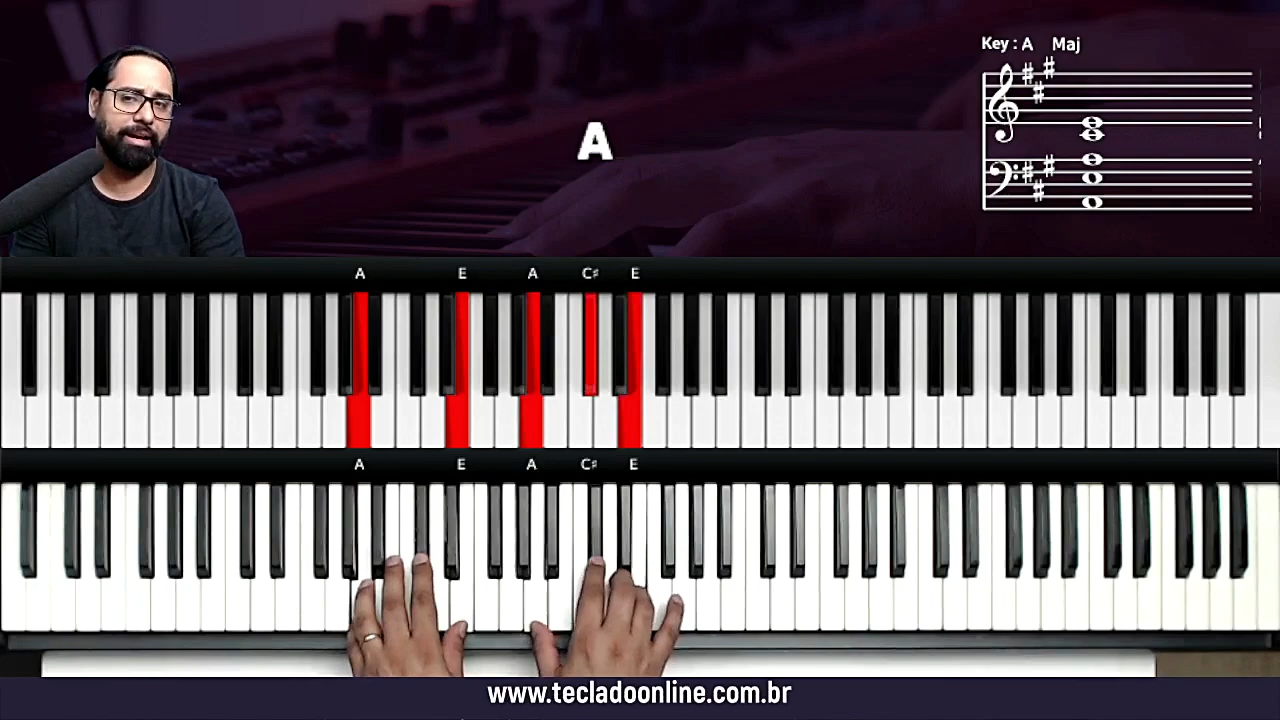 Key : A Maj
A
A E A C♯ E
A E A C♯ E
www.tecladoonline.com.br